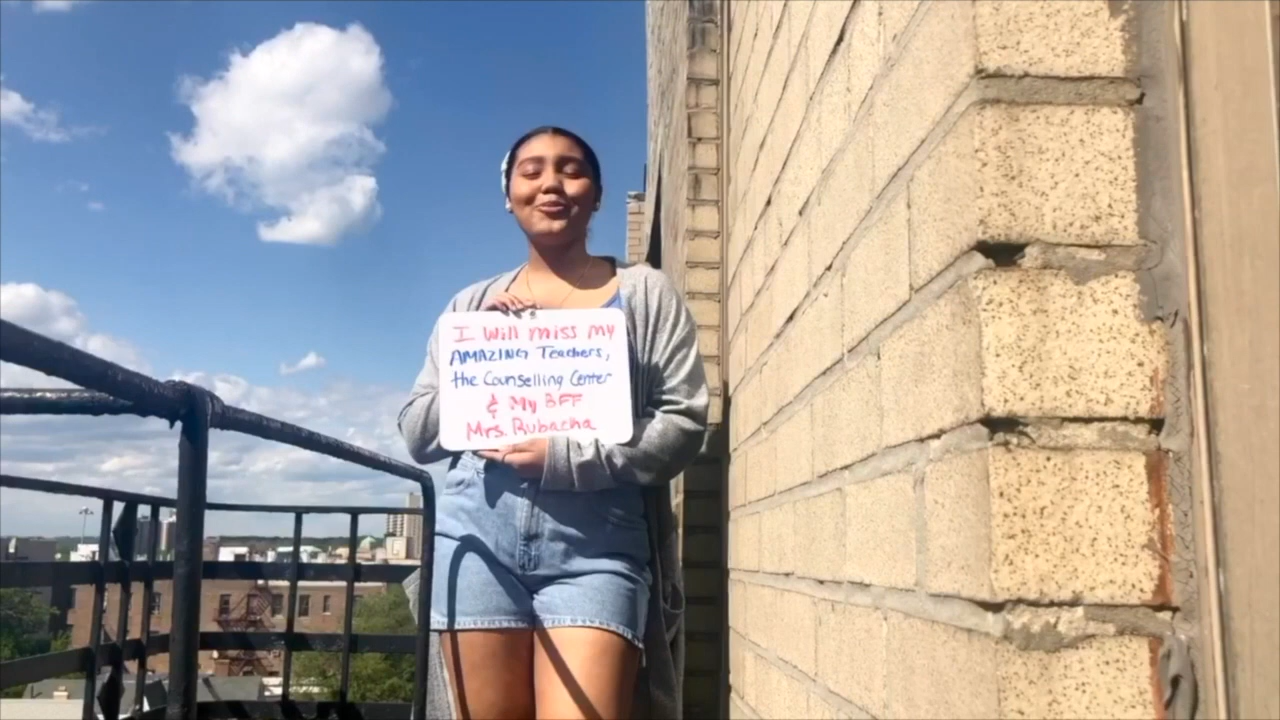 I Will miss My
AMAZING Teachers,
the Counselling Center
& My BFF
Mrs. Rubacha